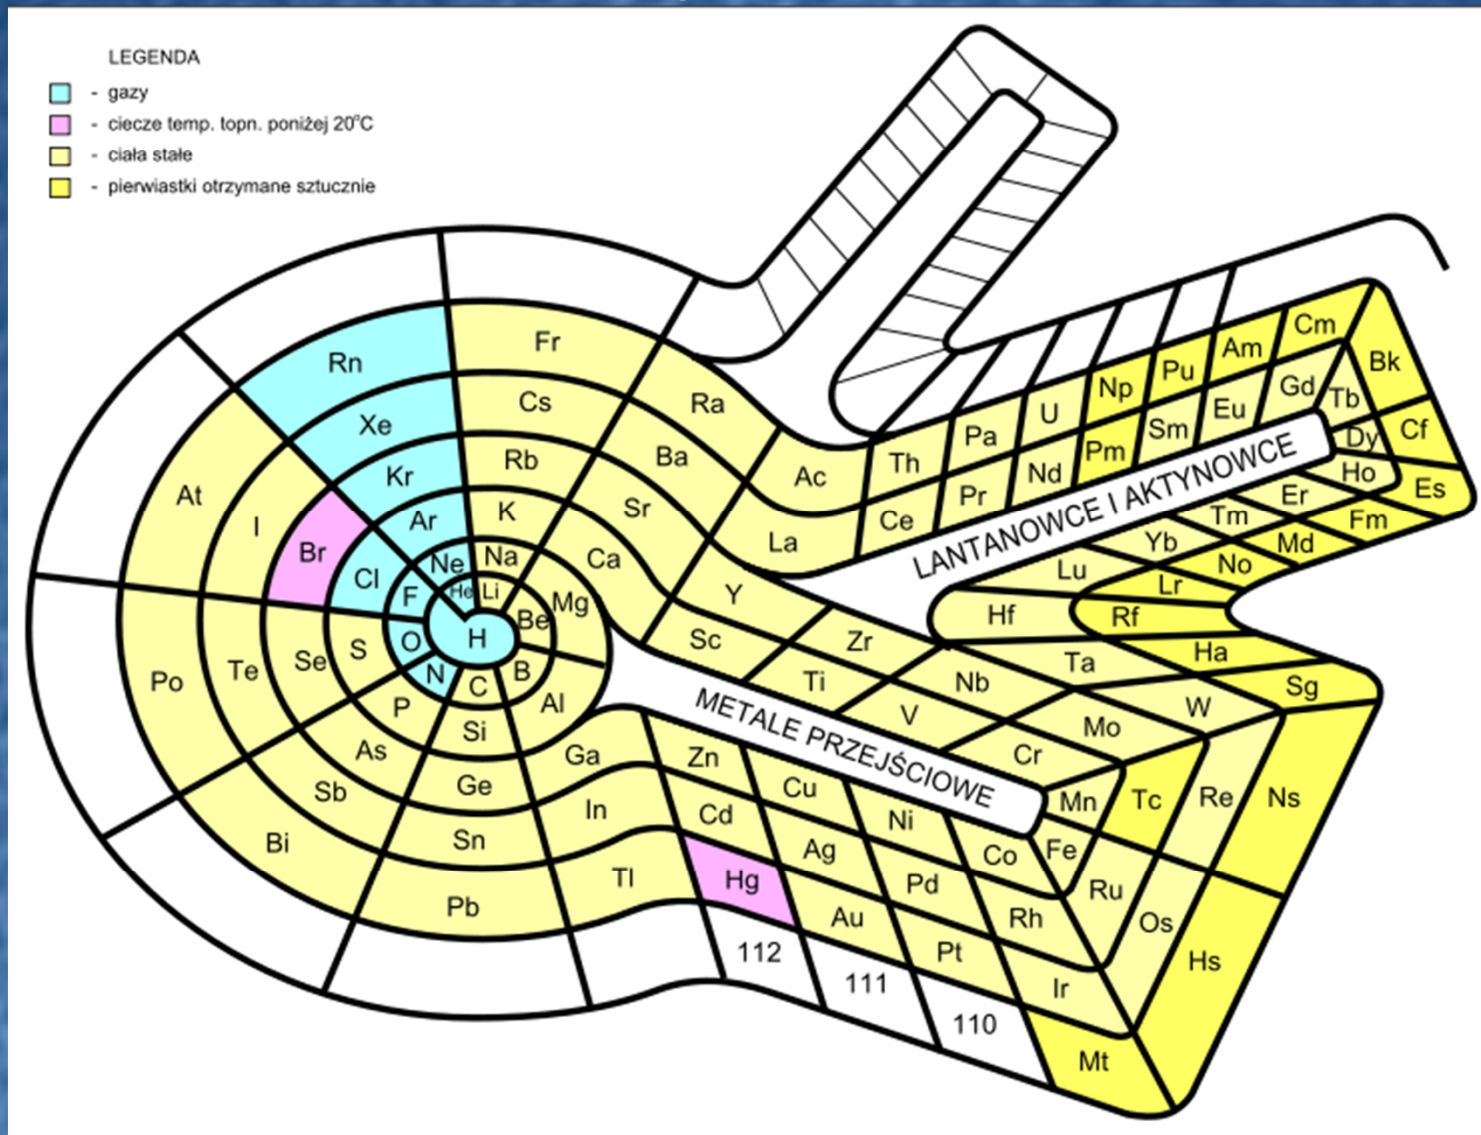 LEGENDA
- gazy
- ciecze temp. topn. poniżej 20°C
- ciała stałe
- pierwiastki otrzymane sztucznie
Rn
Fr
Xe
Cs
Ra
Kr
Rb
Ba
Ac
Th
Pa
U
Np
Pu
Am
Cm
Bk
Cf
Es
Fm
Md
No
Lr
Rf
Ha
Sg
Ns
Hs
Mt
110
111
112
At
I
Br
Cl
F
Ar
Ne
He
K
Na
Li
H
Sr
Ca
Mg
Be
La
Ce
Pr
Nd
Pm
Sm
Eu
Gd
Tb
Dy
Ho
Er
Tm
Yb
Lu
Hf
LANTANOWCE I AKTYNOWCE
Y
Sc
Zr
Ti
Nb
V
Ta
W
Mo
Cr
Mn
Tc
Re
METALE PRZEJŚCIOWE
Po
Te
Se
S
O
N
P
As
Sb
Bi
C
Si
Ge
Sn
Pb
B
Al
Ga
In
Tl
Zn
Cd
Hg
Cu
Ag
Au
Ni
Pd
Pt
Co
Rh
Ir
Fe
Ru
Os